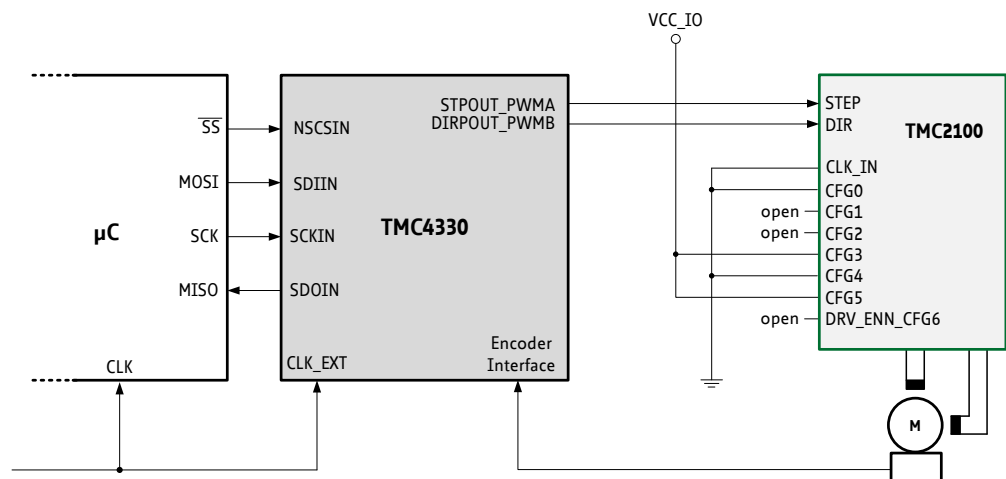 VCC_IO
µC
SS
MOSI
SCK
MISO
CLK
TMC4330
NSCSIN
SDIIN
SCKIN
SDOIN
CLK_EXT
STPOUT_PWMA
DIRPOUT_PWMB
Encoder
Interface
TMC2100
STEP
DIR
CLK_IN
CFG0
open CFG1
open CFG2
CFG3
CFG4
CFG5
open DRV_ENN_CFG6
M